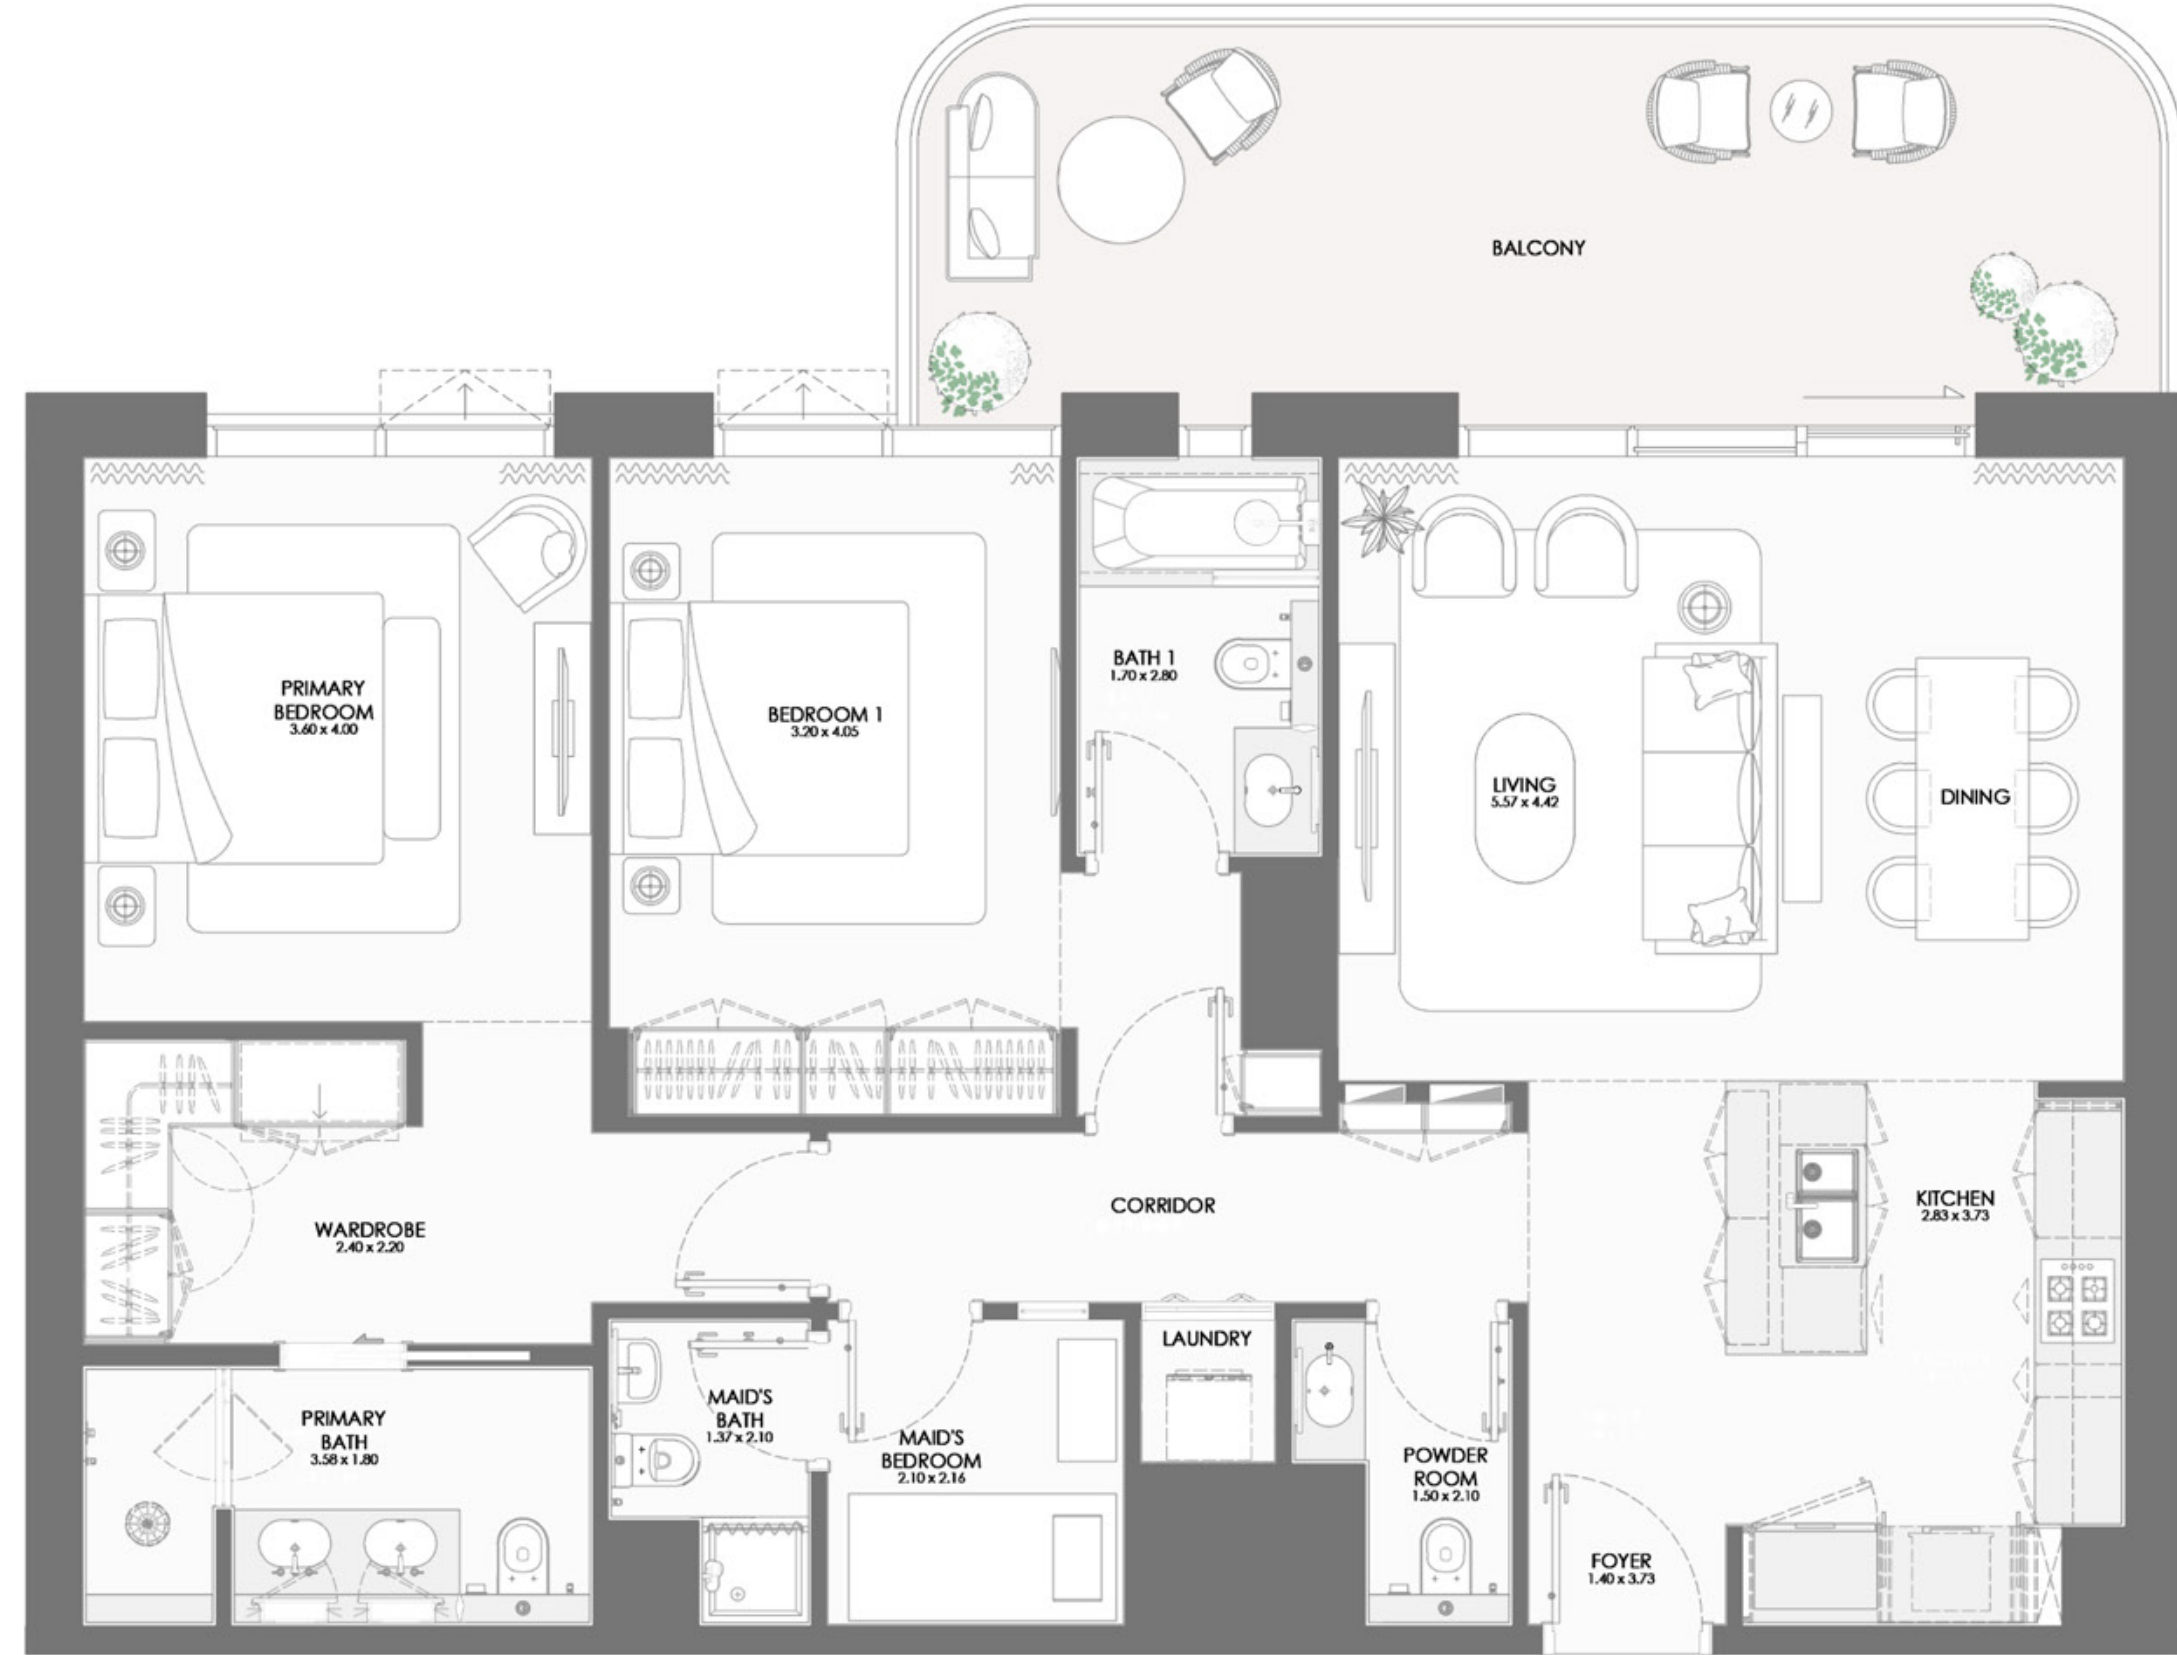 BALCONY
PRIMARY
BEDROOM
3.60 x 4.00
BEDROOM 1
3.20 x 4.05
BATH 1
1.70 x 2.80
LIVING
5.57 x 4.42
DINING
WARDROBE
2.40 x 2.20
CORRIDOR
KITCHEN
2.83 x 3.73
PRIMARY
BATH
3.58 x 1.80
MAID'S
BATH
1.37 x 2.10
MAID'S
BEDROOM
2.10 x 2.16
LAUNDRY
POWDER
ROOM
1.50 x 2.10
FOYER
1.40 x 3.73